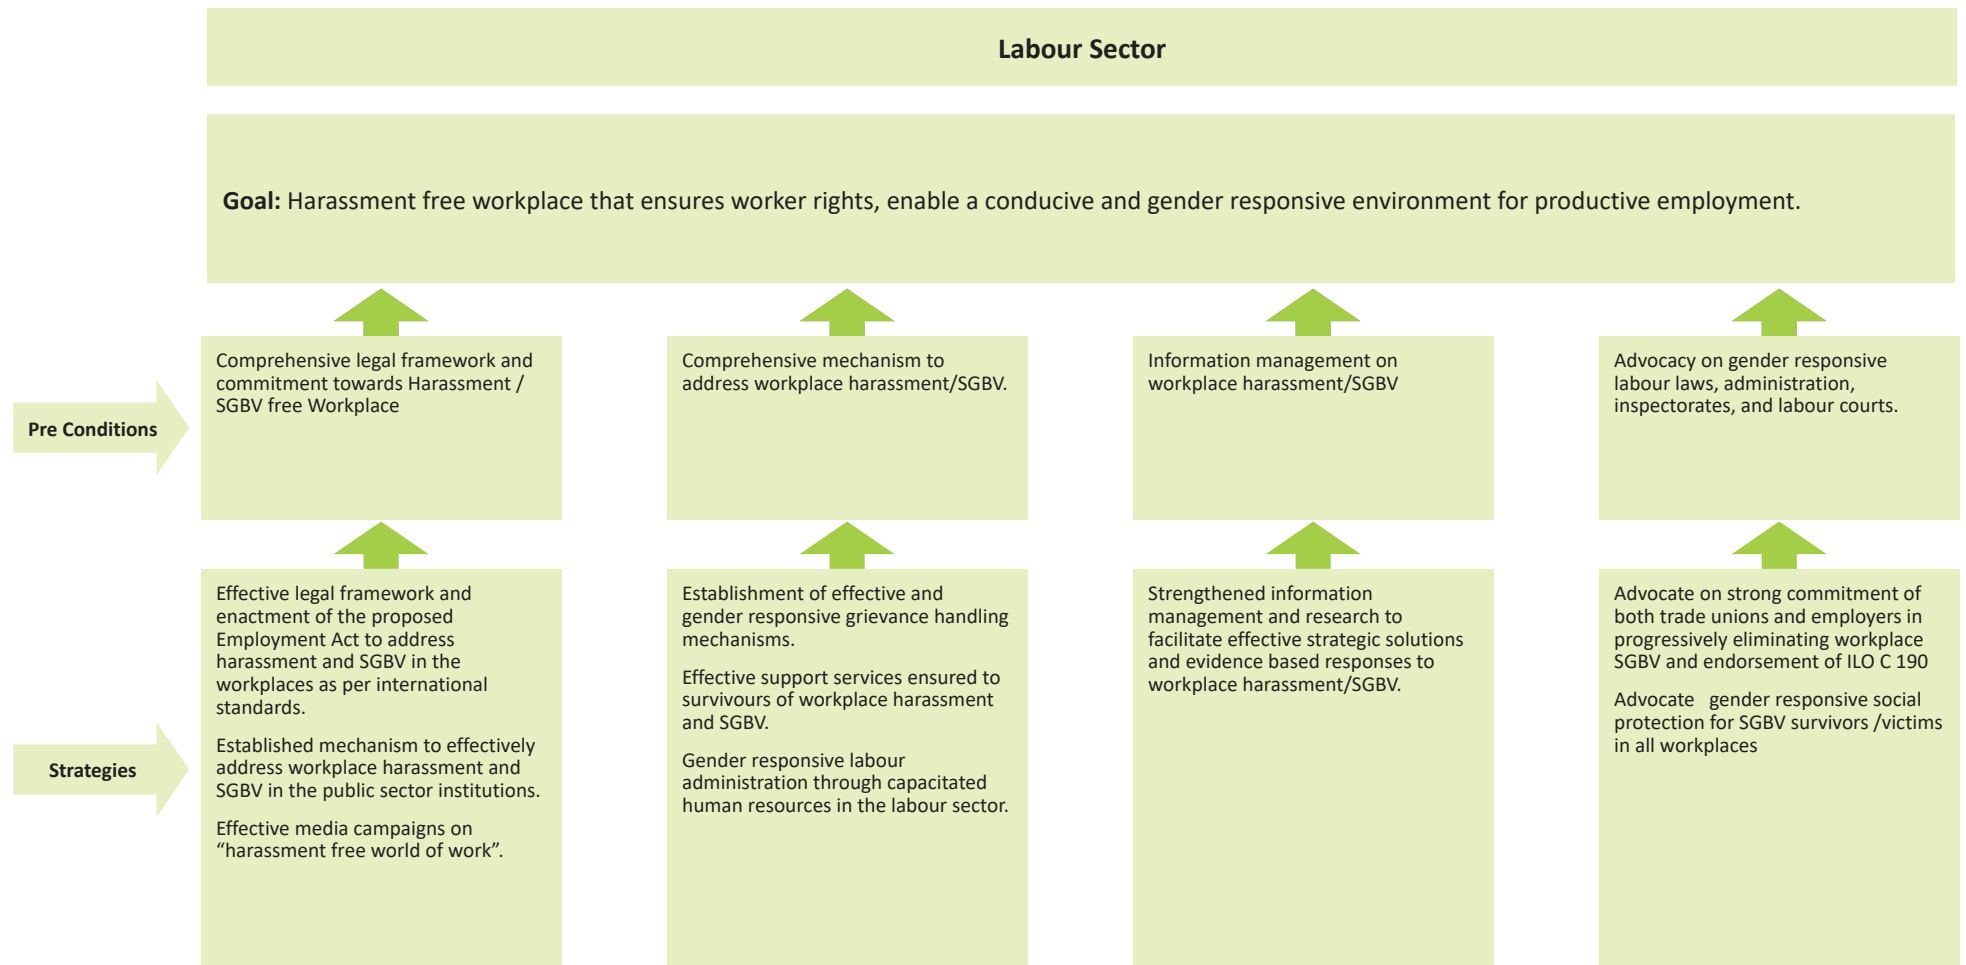 Labour Sector
Goal: Harassment free workplace that ensures worker rights, enable a conducive and gender responsive environment for productive employment.
Pre Conditions
Comprehensive legal framework and
commitment towards Harassment /
SGBV free Workplace
Comprehensive mechanism to
address workplace harassment/SGBV.
Information management on
workplace harassment/SGBV
Advocacy on gender responsive
labour laws, administration,
inspectorates, and labour courts.
Strategies
Effective legal framework and
enactment of the proposed
Employment Act to address
harassment and SGBV in the
workplaces as per international
standards.
Established mechanism to effectively
address workplace harassment and
SGBV in the public sector institutions.
Effective media campaigns on
“harassment free world of work”.
Establishment of effective and
gender responsive grievance handling
mechanisms.
Effective support services ensured to
survivours of workplace harassment
and SGBV.
Gender responsive labour
administration through capacitated
human resources in the labour sector.
Strengthened information
management and research to
facilitate effective strategic solutions
and evidence based responses to
workplace harassment/SGBV.
Advocate on strong commitment of
both trade unions and employers in
progressively eliminating workplace
SGBV and endorsement of ILO C 190
Advocate   gender responsive social
protection for SGBV survivors /victims
in all workplaces